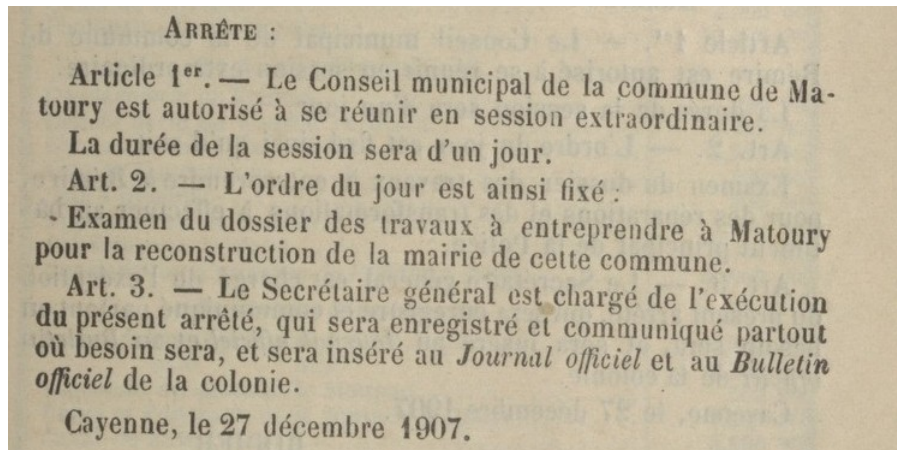 ARRÊTE :
Article 1er. — Le Conseil municipal de la commune de Ma-
toury est autorisé à se réunir en session extraordinaire.
La durée de la session sera d'un jour.
Art. 2. — L'ordre du jour est ainsi fixé :
Examen du dossier des travaux à entreprendre à Matoury
pour la reconstruction de la mairie de cette commune.
Art. 3. — Le Secrétaire général est chargé de l'exécution
du présent arrêté, qui sera enregistré et communiqué partout
où besoin sera, et sera inséré au Journal officiel et au Bulletin
officiel de la colonie.
Cayenne, le 27 décembre 1907.